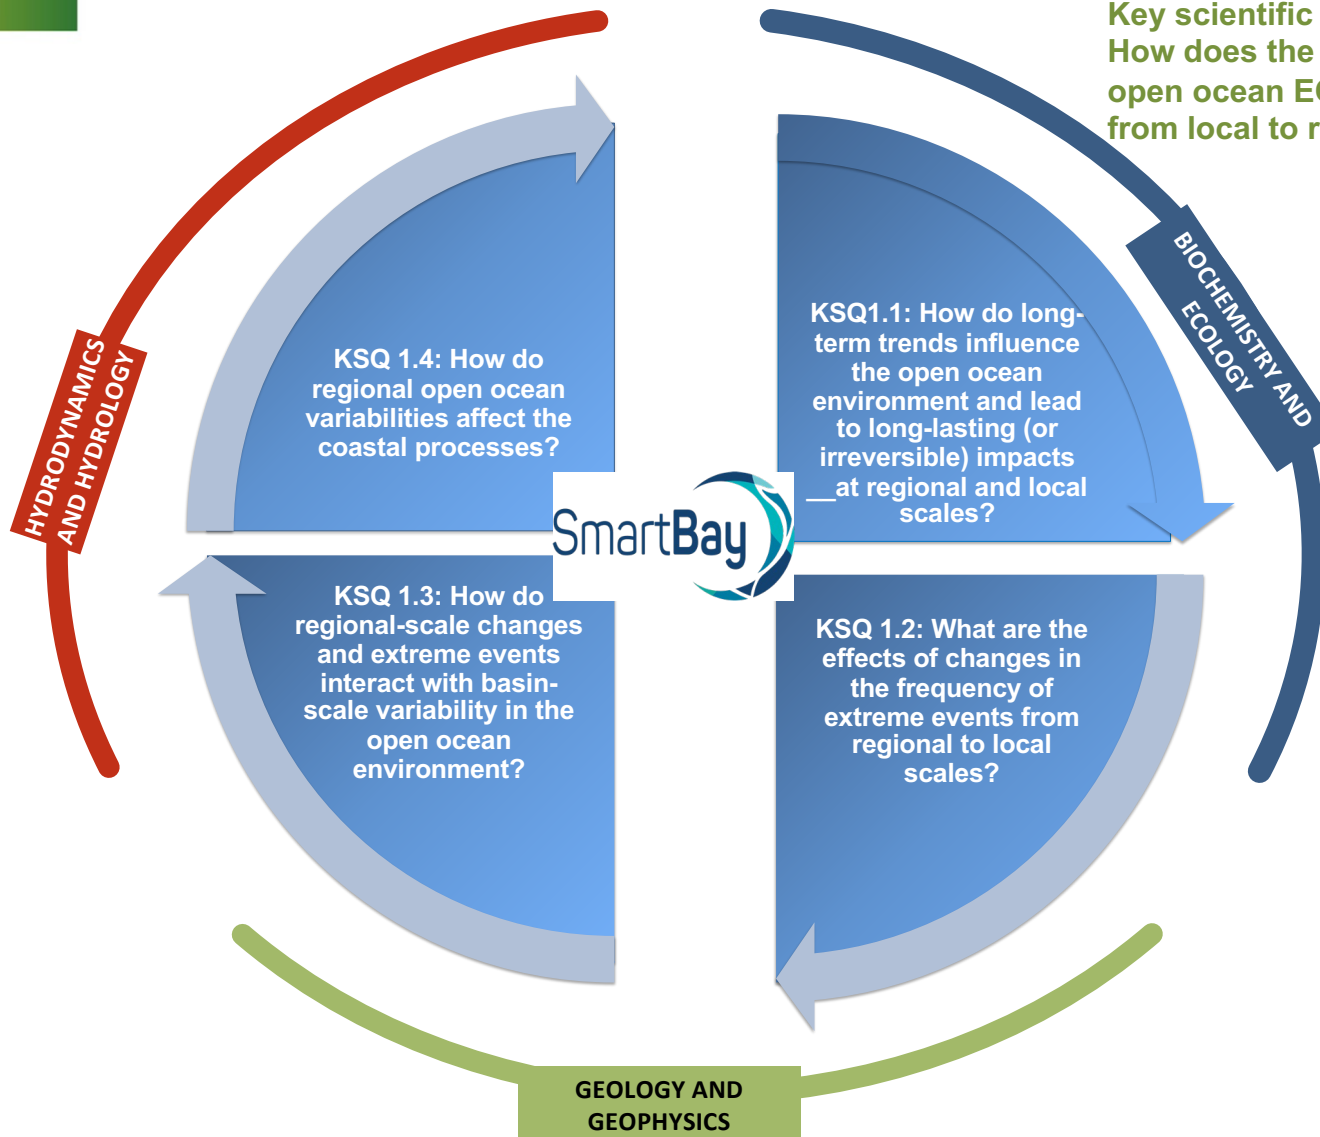 Key scientific
How does the
open ocean
from local to
HYDRODYNAMICS
AND HYDROLOGY
BIOCHEMISTRY AND
ECOLOGY
KSQ 1.4: How do
regional open ocean
variabilities affect the
coastal processes?
KSQ1.1: How do long-
term trends influence
the open ocean
environment and lead
to long-lasting (or
irreversible) impacts
__at regional and local
scales?
SmartBay
KSQ 1.3: How do
regional-scale changes
and extreme events
interact with basin-
scale variability in the
open ocean
environment?
KSQ 1.2: What are the
effects of changes in
the frequency of
extreme events from
regional to local
scales?
GEOLOGY AND
GEOPHYSICS